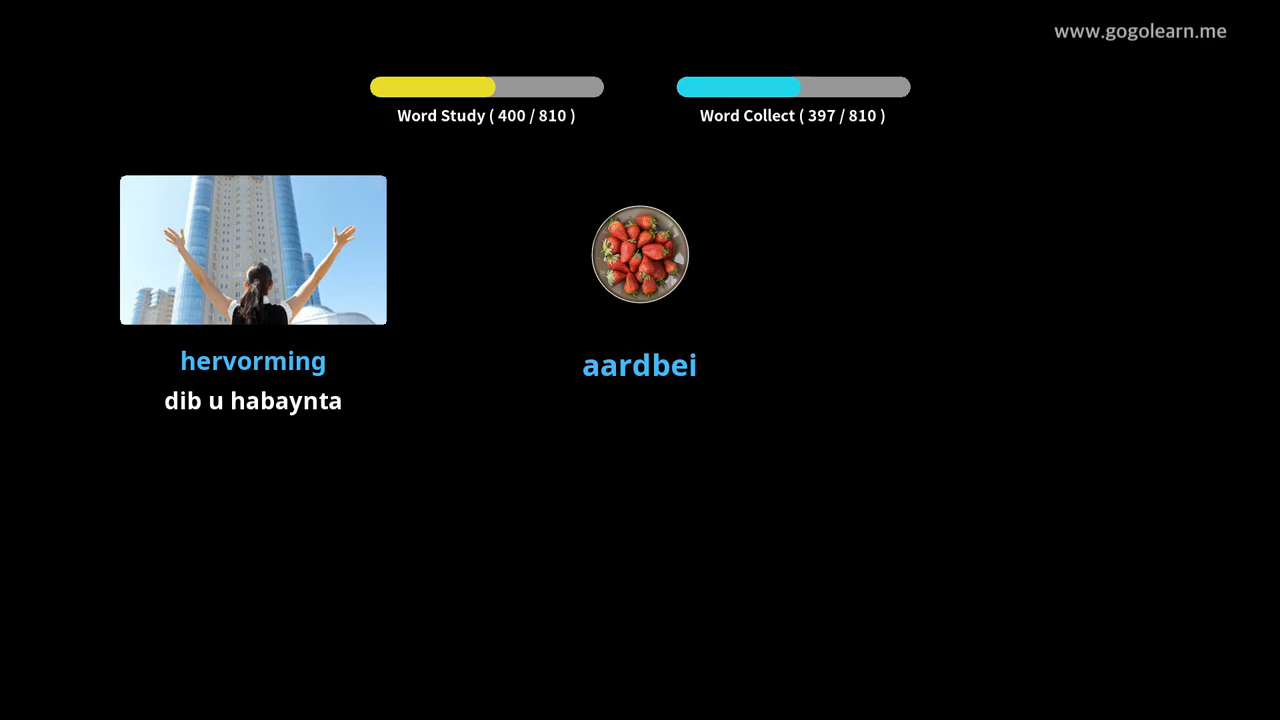 www.gogolearn.me
Word Study ( 400 / 810 )
Word Collect ( 397 / 810 )
hervorming
dib u habaynta
aardbei